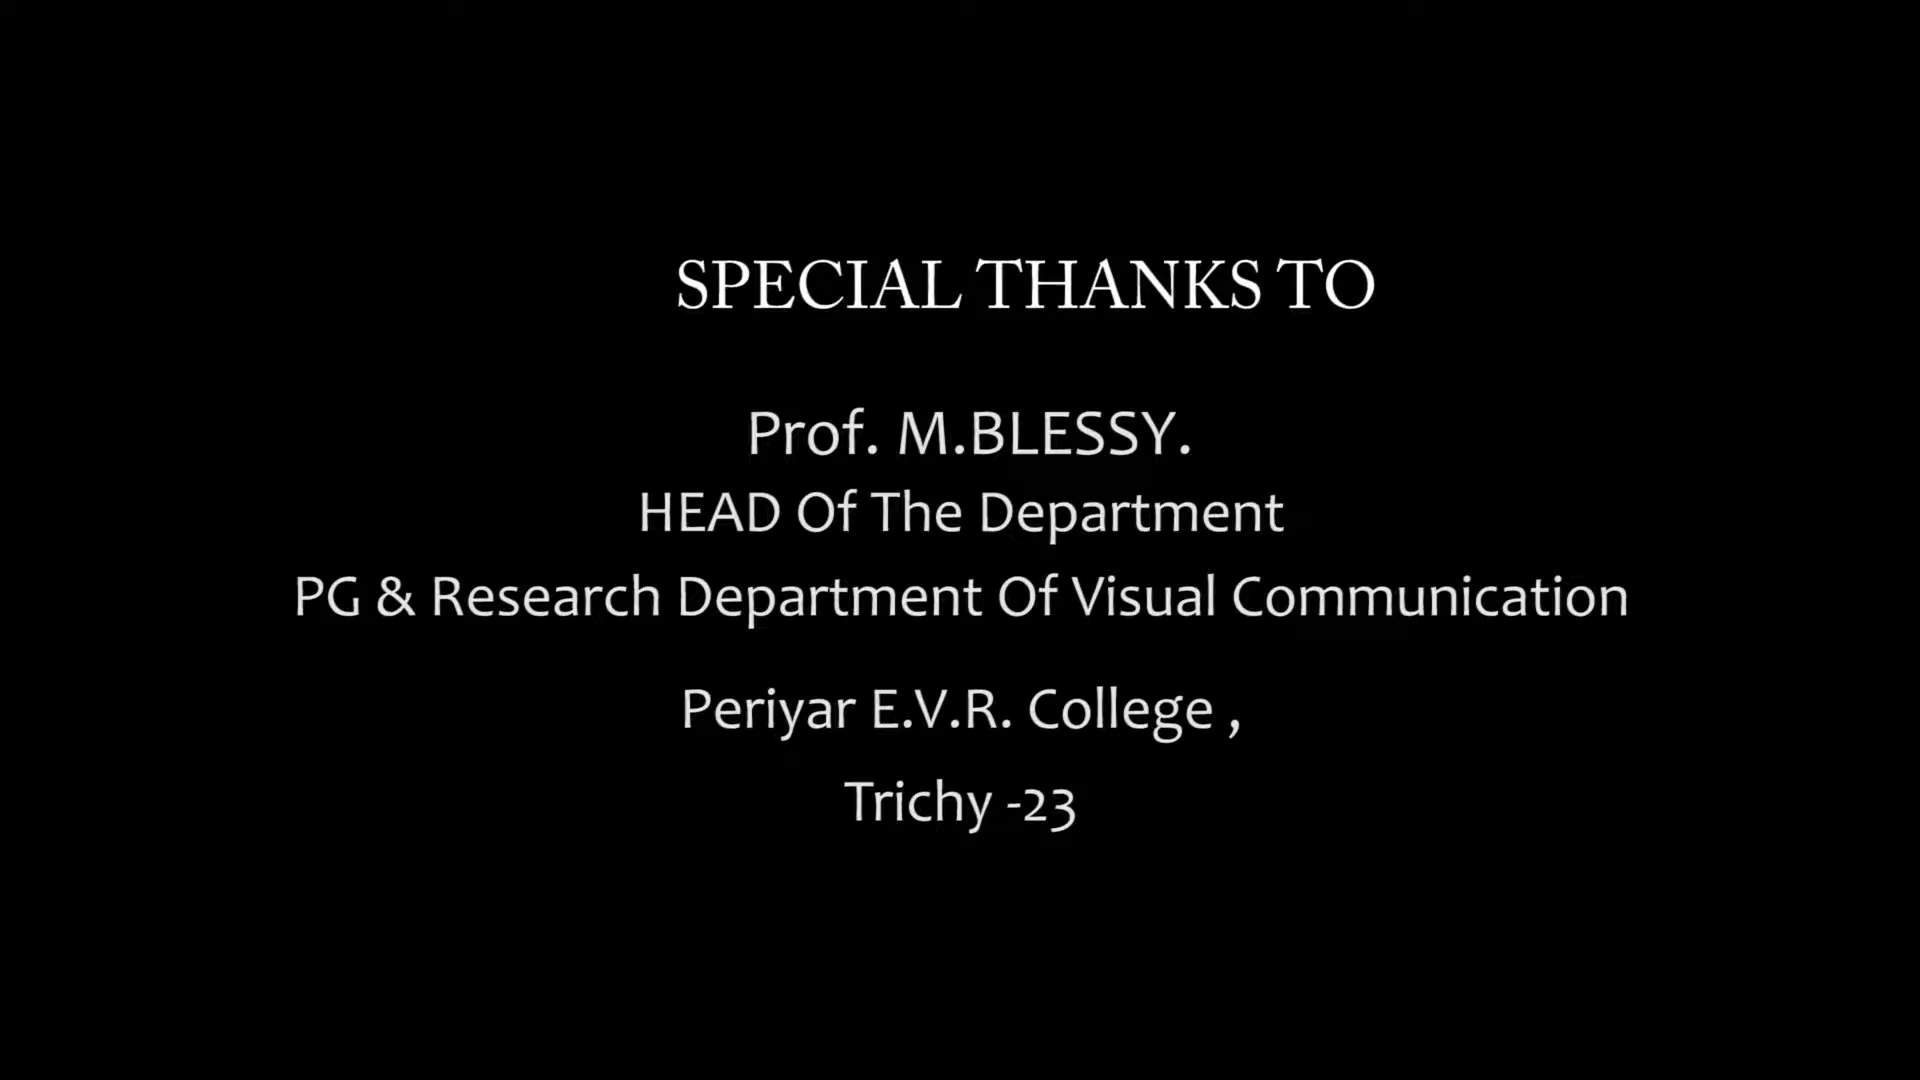 SPECIAL THANKS TO
Prof. M.BLESSY.
HEAD Of The Department
PG & Research Department Of Visual Communication
Periyar E.V.R. College ,
Trichy -23